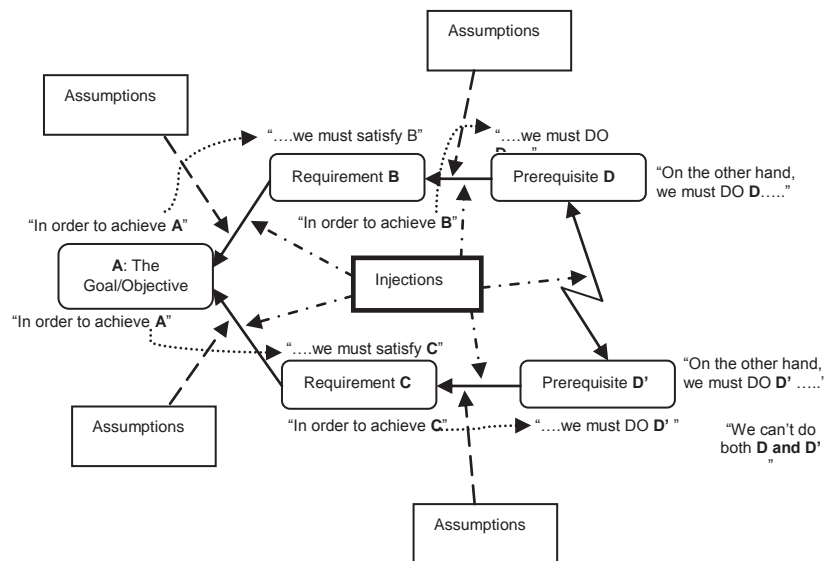 Assumptions
Assumptions
“….we must satisfy B”
“….we must DO
Requirement B
Prerequisite D
“On the other hand,
we must DO D…..”
“In order to achieve A”
“In order to achieve B”
A: The
Goal/Objective
Injections
“In order to achieve A”
“….we must satisfy C”
Requirement C
Prerequisite D’
“On the other hand,
we must DO D’ …..’
Assumptions
“In order to achieve C”
“….we must DO D’ ”
“We can’t do
both D and D’
”
Assumptions